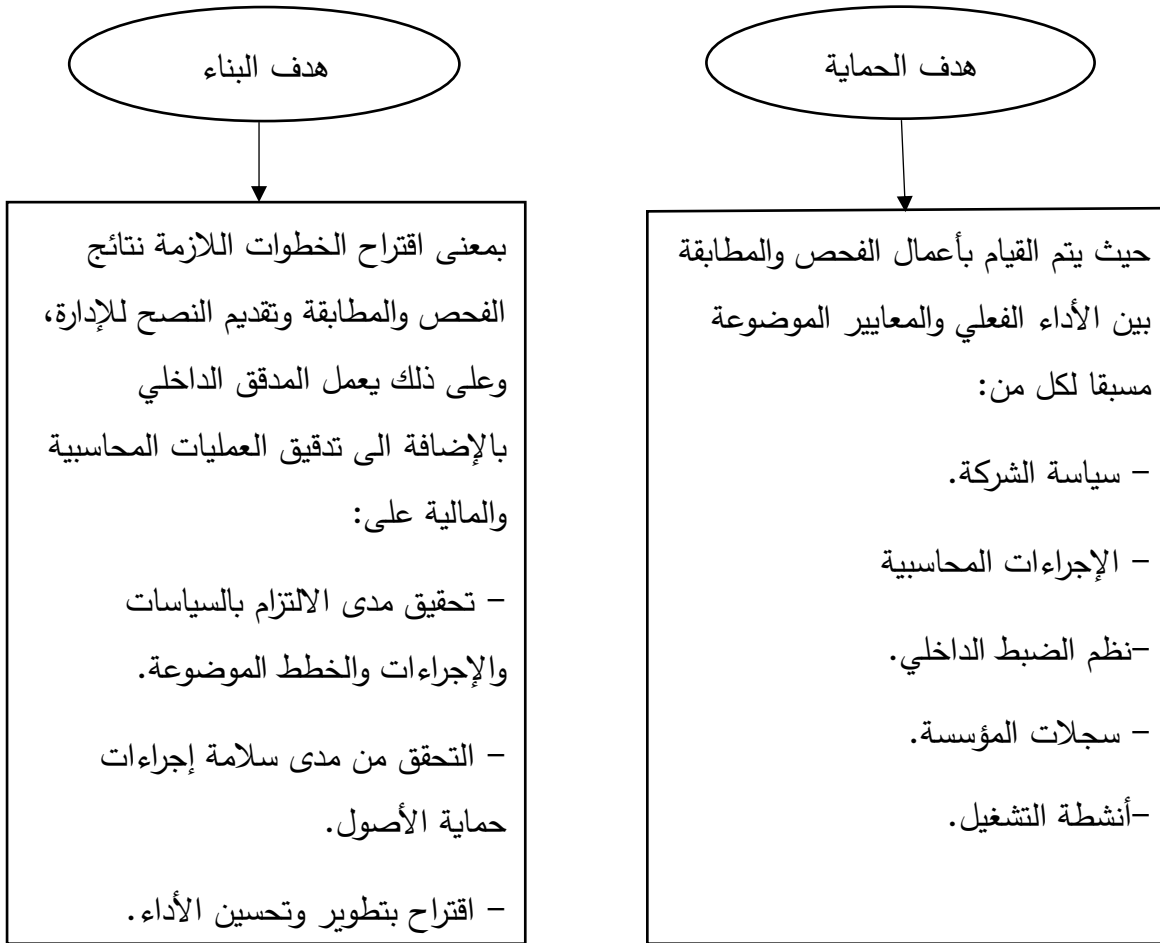 هدف الحماية
حيث يتم القيام بأعمال الفحص والمطابقة
بين الأداء الفعلي والمعايير الموضوعة
مسبقا لكل من:
– سياسة الشركة.
– الإجراءات المحاسبية
–نظم الضبط الداخلي.
– سجلات المؤسسة.
–أنشطة التشغيل.
هدف البناء
بمعنى اقتراح الخطوات اللازمة نتائج
الفحص والمطابقة وتقديم النصح للإدارة،
وعلى ذلك يعمل المدقق الداخلي
بالإضافة الى تدقيق العمليات المحاسبية
والمالية على:
– تحقيق مدى الالتزام بالسياسات
والإجراءات والخطط الموضوعة.
– التحقق من مدى سلامة إجراءات
حماية الأصول.
– اقتراح بتطوير وتحسين الأداء.